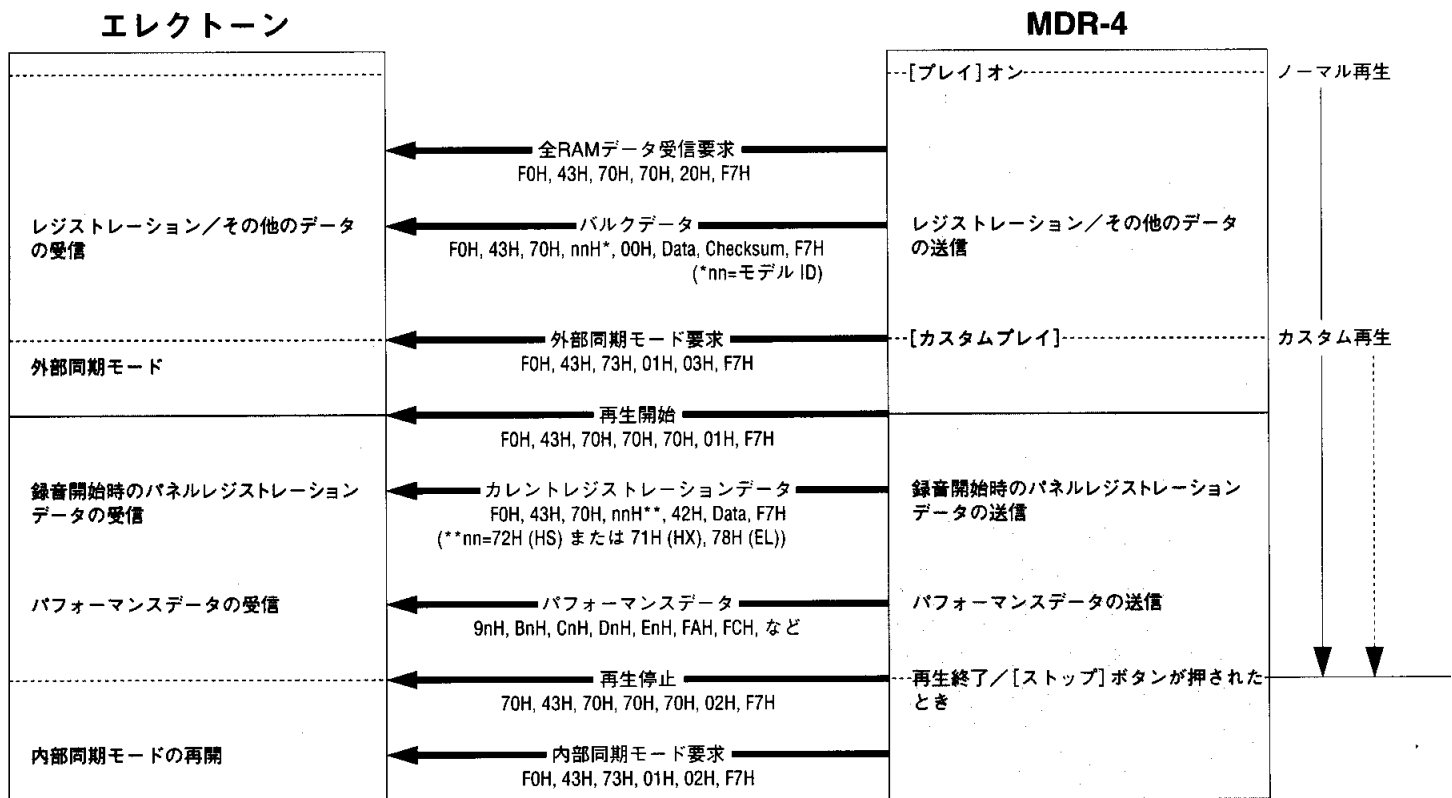 エレクトーン
MDR-4
[プレイ]オン
ノーマル再生
全RAMデータ受信要求
F0H, 43H, 70H, 70H, 20H, F7H
レジストレーション／その他のデータ
の受信
バルクデータ
F0H, 43H, 70H, nnH*, 00H, Data, Checksum, F7H
(*nn=モデル ID)
レジストレーション／その他のデータ
の送信
外部同期モード要求
F0H, 43H, 73H, 01H, 03H, F7H
[カスタムプレイ]
カスタム再生
外部同期モード
再生開始
F0H, 43H, 70H, 70H, 70H, 01H, F7H
録音開始時のパネルレジストレーション
データの受信
カレントレジストレーションデータ
F0H, 43H, 70H, nnH**, 42H, Data, F7H
(**nn=72H (HS) または 71H (HX), 78H (EL))
録音開始時のパネルレジストレーション
データの送信
パフォーマンスデータの受信
パフォーマンスデータ
9nH, BnH, CnH, DnH, EnH, FAH, FCH, など
パフォーマンスデータの送信
再生停止
70H, 43H, 70H, 70H, 70H, 02H, F7H
再生終了／[ストップ]ボタンが押された
とき
内部同期モードの再開
内部同期モード要求
F0H, 43H, 73H, 01H, 02H, F7H